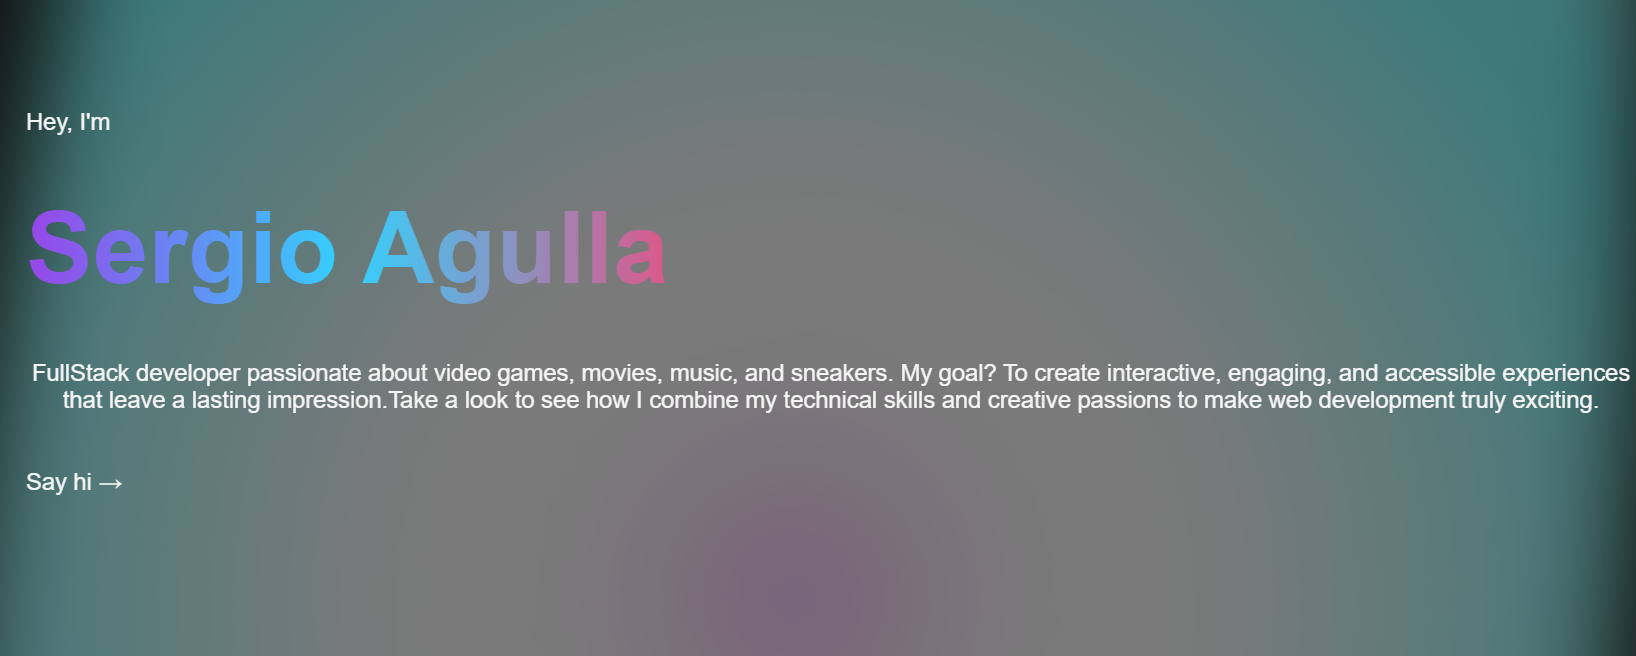 Hey, I'm
Sergio Agulla
FullStack developer passionate about video games, movies, music, and sneakers. My goal? To create interactive, engaging, and accessible experiences
that leave a lasting impression.Take a look to see how I combine my technical skills and creative passions to make web development truly exciting.
Say hi →